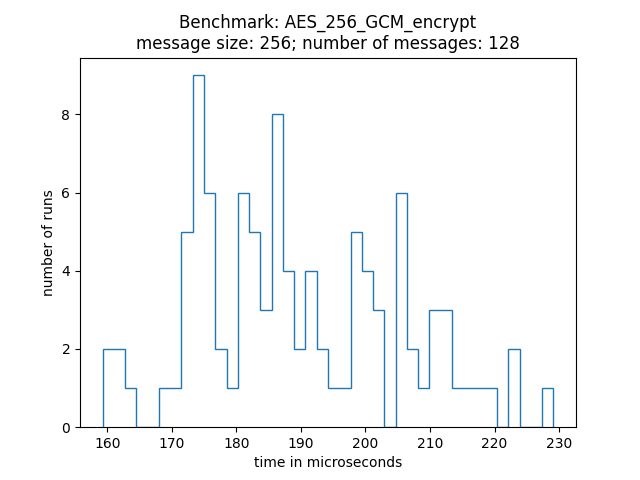 Benchmark: AES_256_GCM_encrypt
message size: 256; number of messages: 128
number of runs
8
6
4
2
0
160 170 180 190 200 210 220 230
time in microseconds